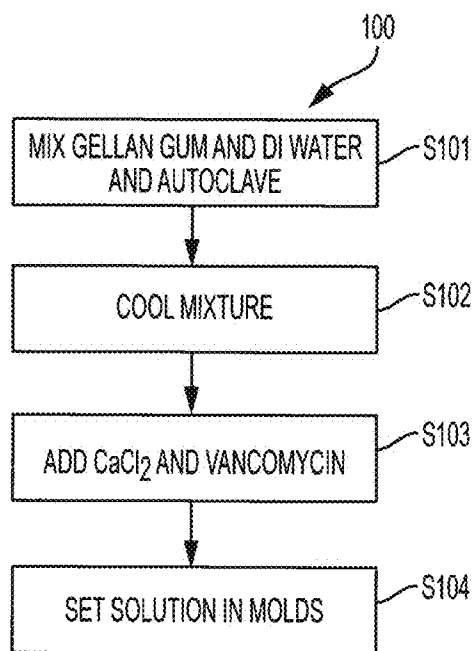 100
MIX GELLAN GUM AND DI WATER
AND AUTOCLAVE
S101
COOL MIXTURE
S102
ADD CaCl₂ AND VANCOMYCIN
S103
SET SOLUTION IN MOLDS
S104